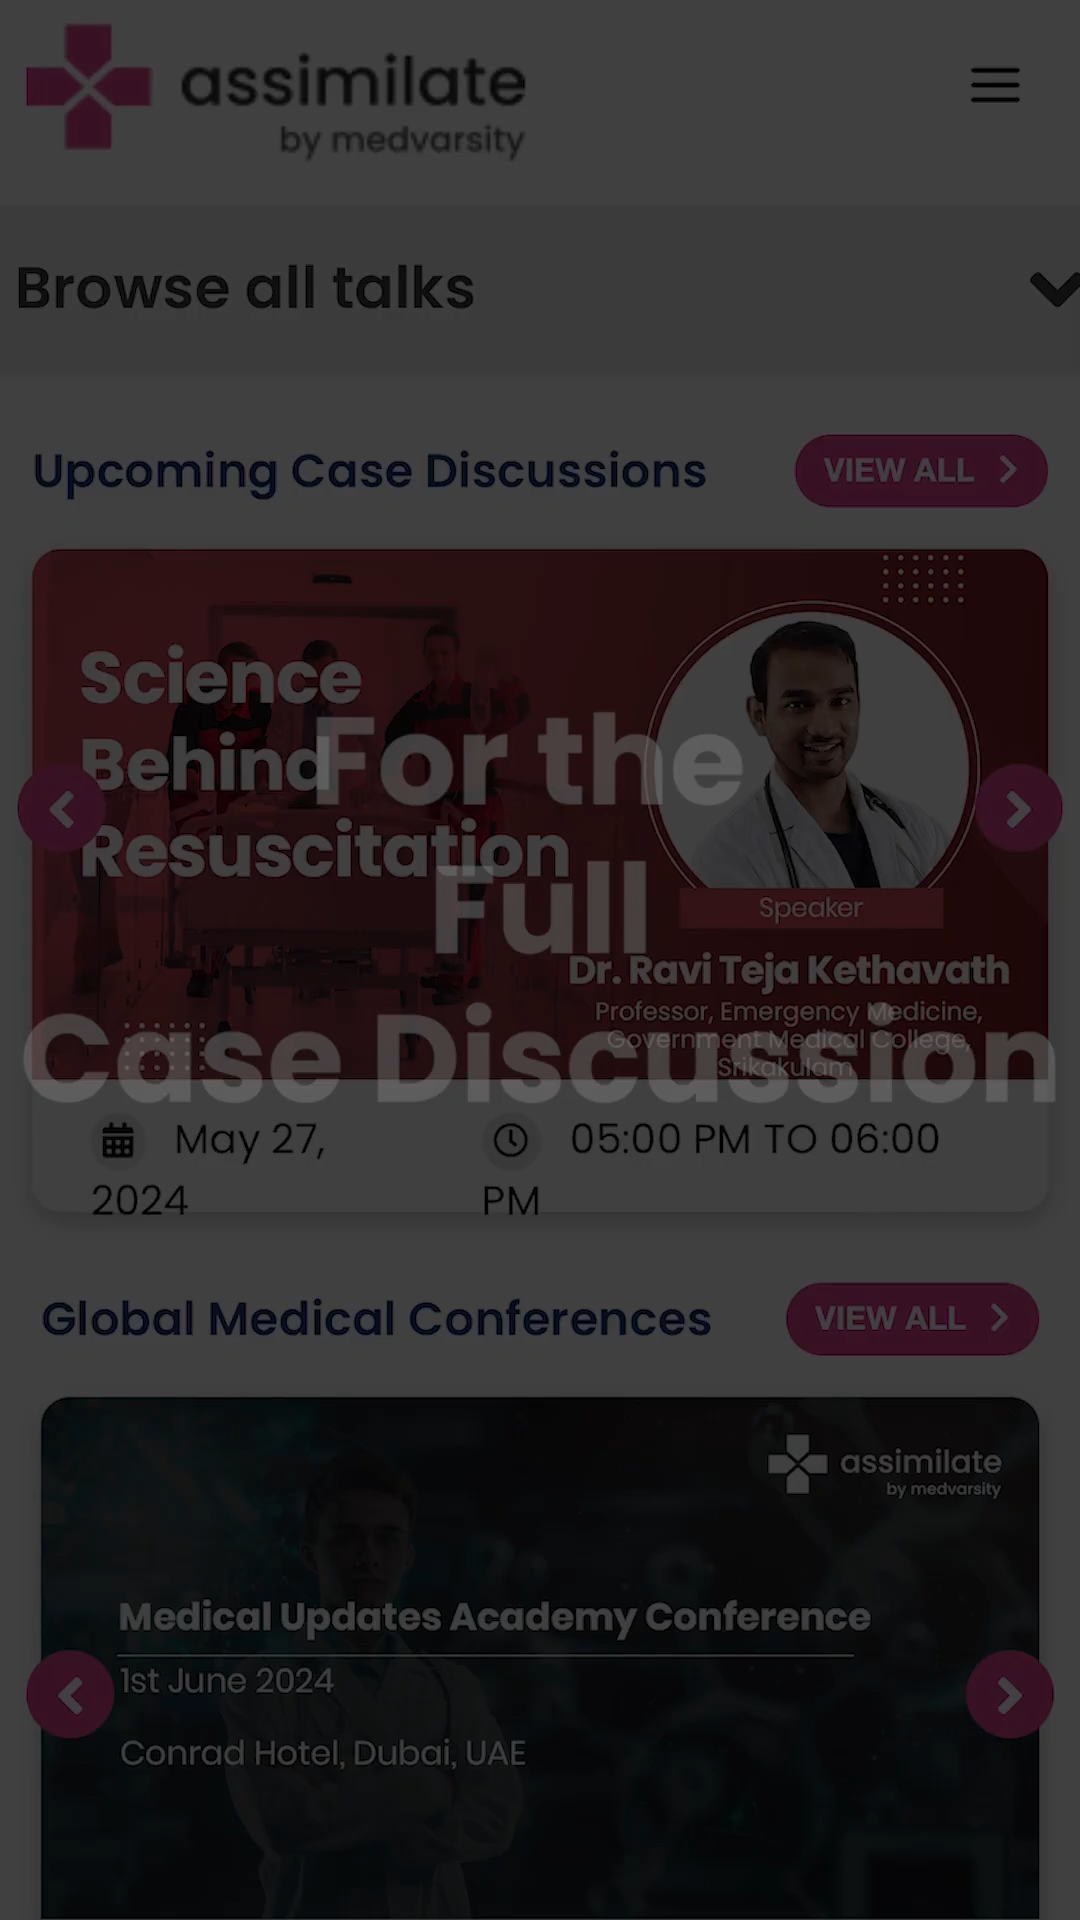 assimilate
by medvarsity
Browse all talks
Upcoming Case Discussions
VIEW ALL
Science
Behind
Resuscitation
For the
Full
Case Discussion
Speaker
Dr. Ravi Teja Kethavath
Professor, Emergency Medicine,
Government Medical College,
Srikakulam
May 27,
2024
05:00 PM TO 06:00
PM
Global Medical Conferences
VIEW ALL
assimilate
by medvarsity
Medical Updates Academy Conference
1st June 2024
Conrad Hotel, Dubai, UAE